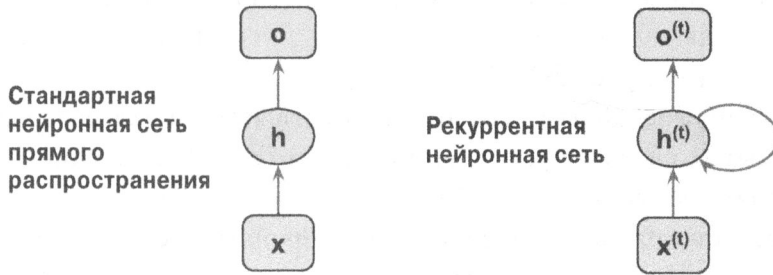 Стандартная
нейронная сеть
прямого
распространения
o
h
x
Рекуррентная
нейронная сеть
o(t)
h(t)
x(t)